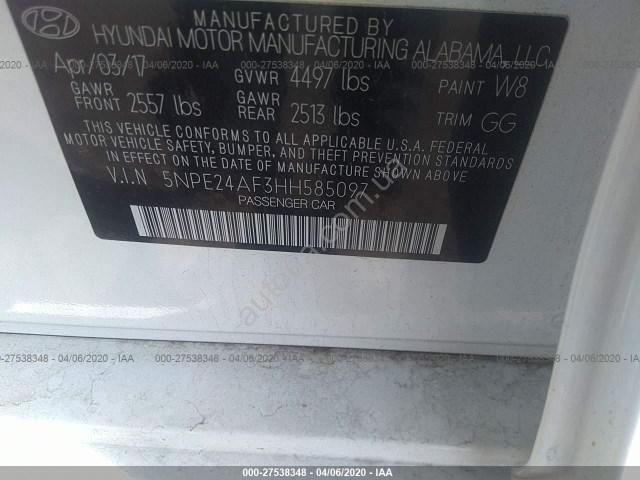 MANUFACTURED BY
HYUNDAI MOTOR MANUFACTURING ALABAMA, LLC
Apr/03/17 GVWR 4497 lbs PAINT W8
GAWR FRONT 2557 lbs GAWR REAR 2513 lbs TRIM GG
THIS VEHICLE CONFORMS TO ALL APPLICABLE U.S.A. FEDERAL
MOTOR VEHICLE SAFETY, BUMPER, AND THEFT PREVENTION STANDARDS
IN EFFECT ON THE DATE OF MANUFACTURE SHOWN ABOVE.
V.I.N 5NPE24AF3HH585097
PASSENGER CAR
000-27538348 - 04/06/2020 - IAA